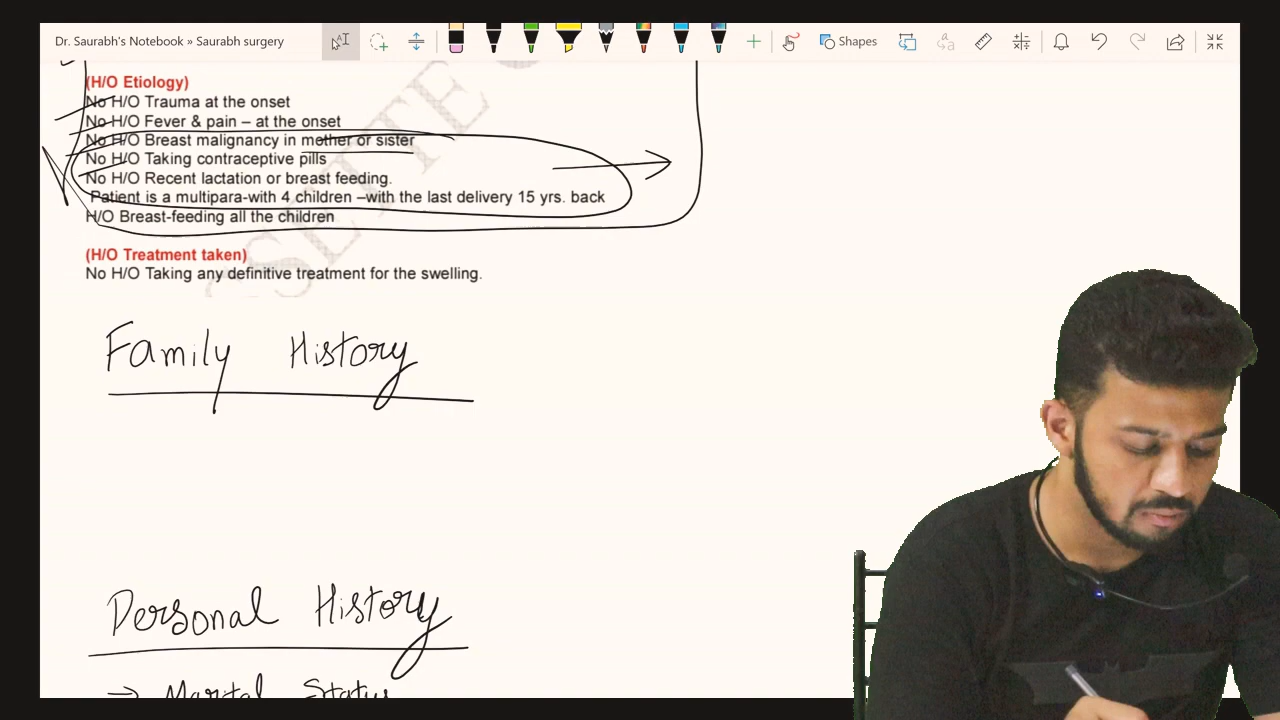 Dr. Saurabh's Notebook » Saurabh surgery
Shapes
(H/O Etiology)
No H/O Trauma at the onset
No H/O Fever & pain – at the onset
No H/O Breast malignancy in mother or sister
No H/O Taking contraceptive pills
No H/O Recent lactation or breast feeding.
Patient is a multipara-with 4 children –with the last delivery 15 yrs. back
H/O Breast-feeding all the children
(H/O Treatment taken)
No H/O Taking any definitive treatment for the swelling.
Family History
Personal History
→ Marital Status